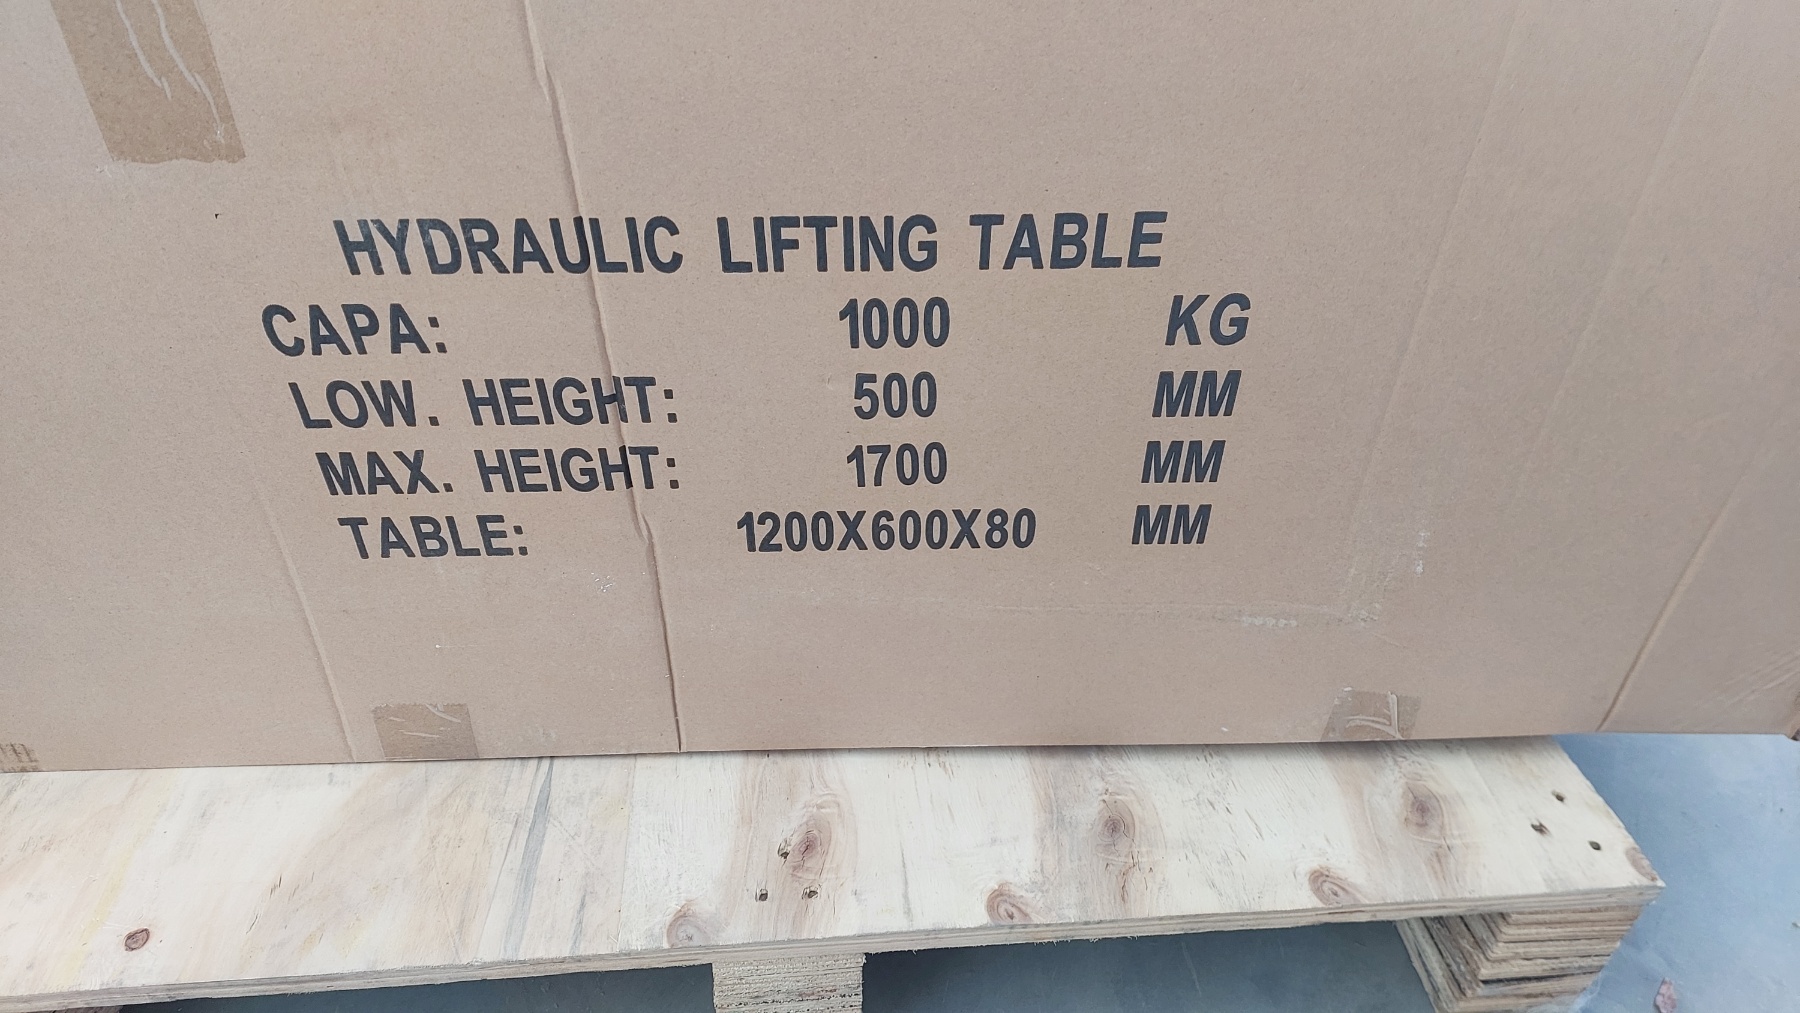 HYDRAULIC LIFTING TABLE
CAPA: 1000 KG
LOW. HEIGHT: 500 MM
MAX. HEIGHT: 1700 MM
TABLE: 1200X600X80 MM